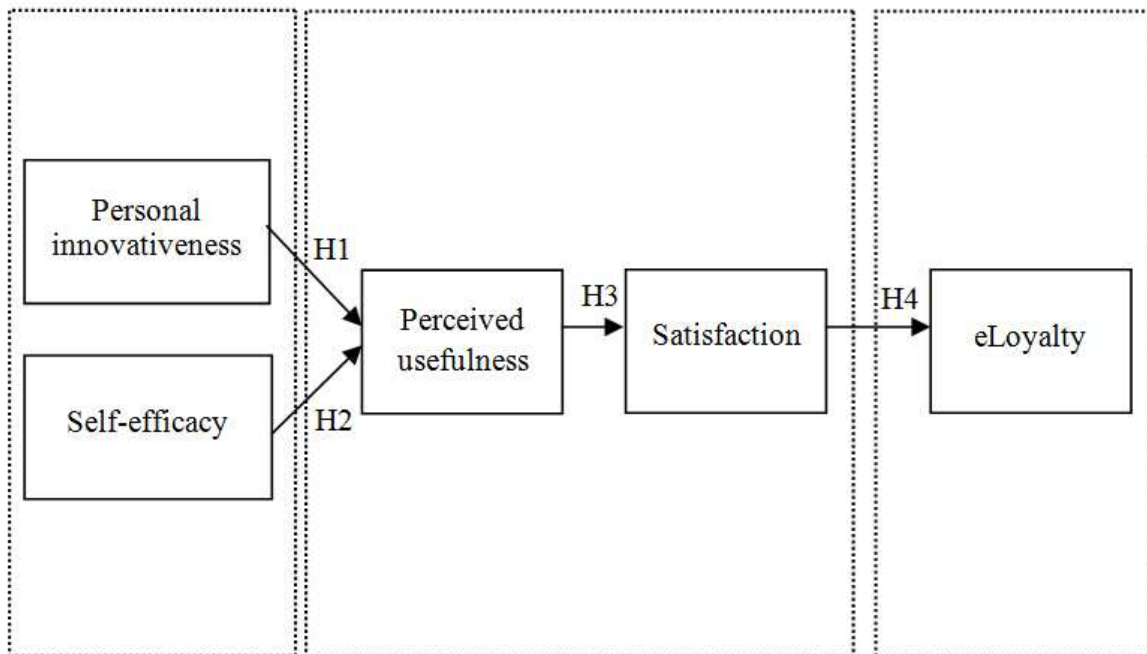 Personal
innovativeness
H1
Self-efficacy
H2
Perceived
usefulness
H3
Satisfaction
H4
eLoyalty